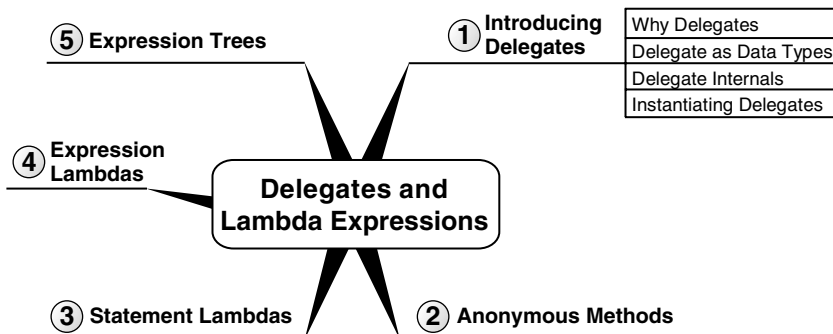 1 Introducing
Delegates
Why Delegates
Delegate as Data Types
Delegate Internals
Instantiating Delegates
2 Anonymous Methods
3 Statement Lambdas
4 Expression
Lambdas
5 Expression Trees
Delegates and
Lambda Expressions